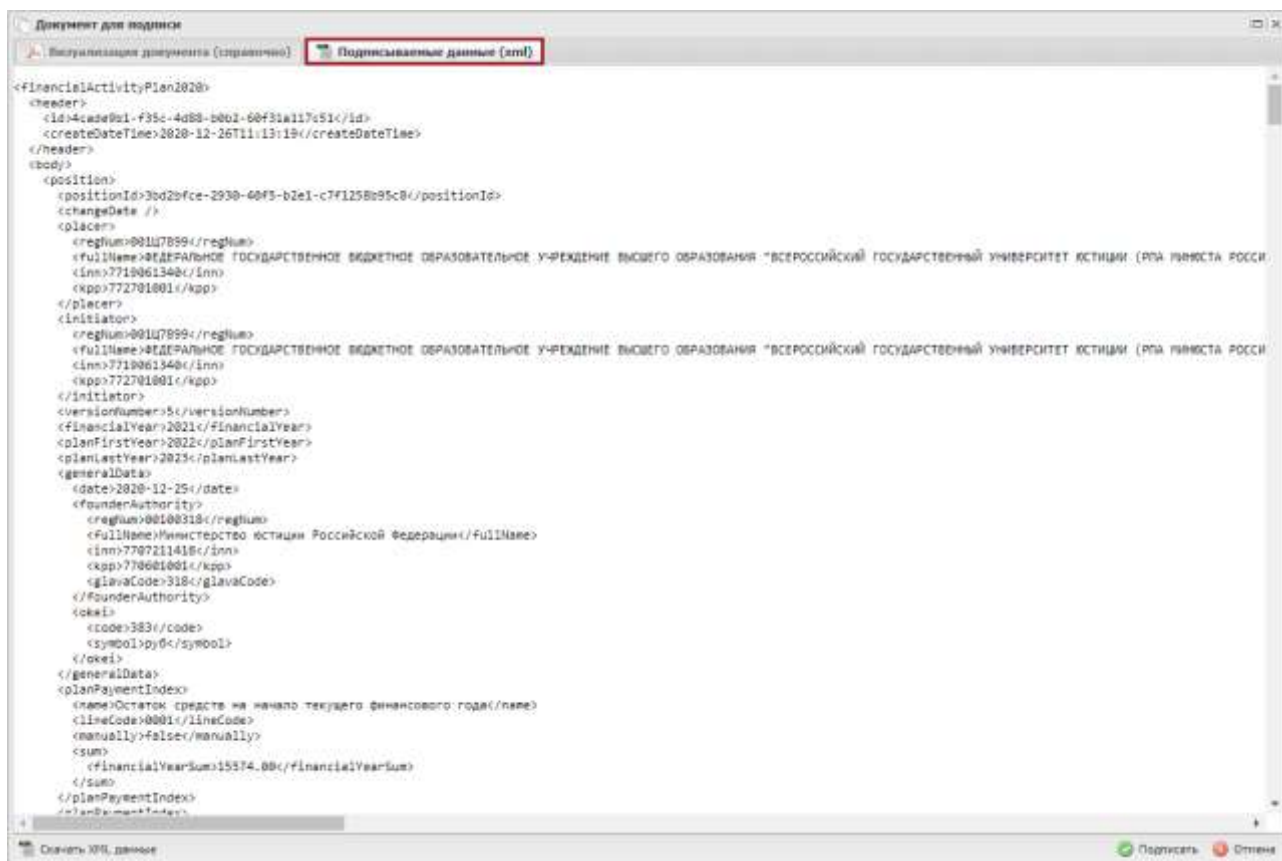 Документ для подписи
Визуализация документа (справочно)
Подписываемые данные (xml)
<financialActivityPlan2020>
<header>
<id>4cade9b1-f35c-4d88-b0b2-60f31a117c51</id>
<createDateTime>2020-12-26T11:13:19</createDateTime>
</header>
<body>
<position>
<positionId>3bd2bfce-2930-40f5-b2e1-c7f1258b95c8</positionId>
<changeDate />
<placer>
<regNum>001Ц7899</regNum>
<fullName>ФЕДЕРАЛЬНОЕ ГОСУДАРСТВЕННОЕ БЮДЖЕТНОЕ ОБРАЗОВАТЕЛЬНОЕ УЧРЕЖДЕНИЕ ВЫСШЕГО ОБРАЗОВАНИЯ "ВСЕРОССИЙСКИЙ ГОСУДАРСТВЕННЫЙ УНИВЕРСИТЕТ ЮСТИЦИИ (РПА МИНЮСТА РОССИ
<inn>7719061340</inn>
<kpp>772701001</kpp>
</placer>
<initiator>
<regNum>001Ц7899</regNum>
<fullName>ФЕДЕРАЛЬНОЕ ГОСУДАРСТВЕННОЕ БЮДЖЕТНОЕ ОБРАЗОВАТЕЛЬНОЕ УЧРЕЖДЕНИЕ ВЫСШЕГО ОБРАЗОВАНИЯ "ВСЕРОССИЙСКИЙ ГОСУДАРСТВЕННЫЙ УНИВЕРСИТЕТ ЮСТИЦИИ (РПА МИНЮСТА РОССИ
<inn>7719061340</inn>
<kpp>772701001</kpp>
</initiator>
<versionNumber>5</versionNumber>
<financialYear>2021</financialYear>
<planFirstYear>2022</planFirstYear>
<planLastYear>2023</planLastYear>
<generalData>
<date>2020-12-25</date>
<founderAuthority>
<regNum>00100318</regNum>
<fullName>Министерство юстиции Российской Федерации</fullName>
<inn>7707211418</inn>
<kpp>770601001</kpp>
<glavaCode>318</glavaCode>
</founderAuthority>
<okei>
<code>383</code>
<symbol>руб</symbol>
</okei>
</generalData>
<planPaymentIndex>
<name>Остаток средств на начало текущего финансового года</name>
<lineCode>0001</lineCode>
<manually>false</manually>
<sum>
<financialYearSum>15574.00</financialYearSum>
</sum>
</planPaymentIndex>
<planPaymentIndex>
Скачать XML данные
Подписать
Отмена